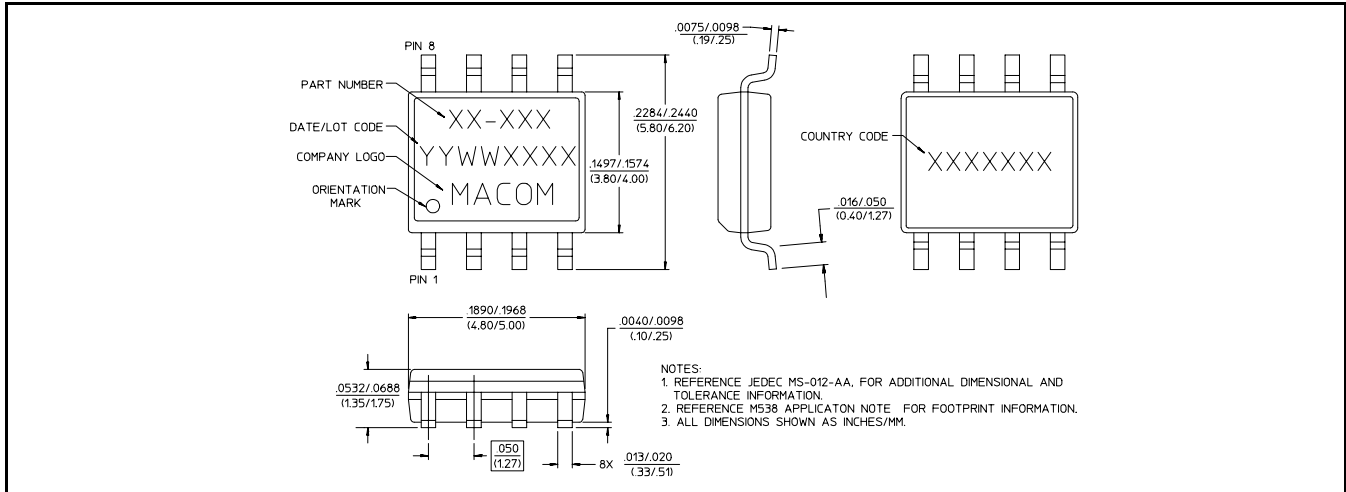 PIN 8
PART NUMBER
XX-XXX
DATE/LOT CODE
YYWWXXXX
COMPANY LOGO
MACOM
ORIENTATION
MARK
PIN 1
.2284/.2440
(5.80/6.20)
.1497/.1574
(3.80/4.00)
.0075/.0098
(.19/.25)
.016/.050
(0.40/1.27)
COUNTRY CODE
XXXXXXX
.1890/.1968
(4.80/5.00)
.0040/.0098
(.10/.25)
.0532/.0688
(1.35/1.75)
.050
(1.27)
8X .013/.020
(.33/.51)
NOTES:
1. REFERENCE JEDEC MS-012-AA, FOR ADDITIONAL DIMENSIONAL AND
TOLERANCE INFORMATION.
2. REFERENCE M538 APPLICATON NOTE FOR FOOTPRINT INFORMATION.
3. ALL DIMENSIONS SHOWN AS INCHES/MM.